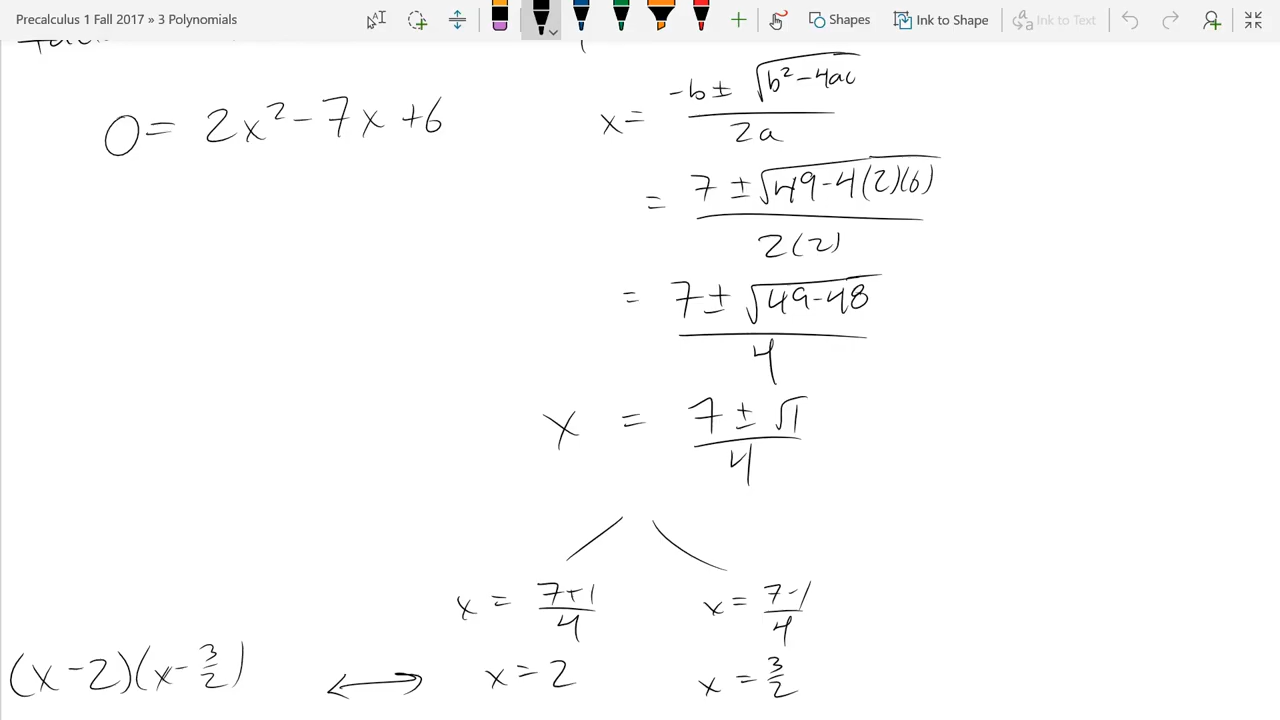 Precalculus 1 Fall 2017 » 3 Polynomials
Shapes
Ink to Shape
Ink to Text
0 = 2x² - 7x + 6
x = (-b ± √(b² - 4ac)) / 2a
= (7 ± √(49 - 4(2)(6))) / 2(2)
= (7 ± √(49 - 48)) / 4
x = (7 ± √1) / 4
x = (7+1)/4 x = (7-1)/4
(x - 2)(x - 3/2) ↔ x = 2 x = 3/2